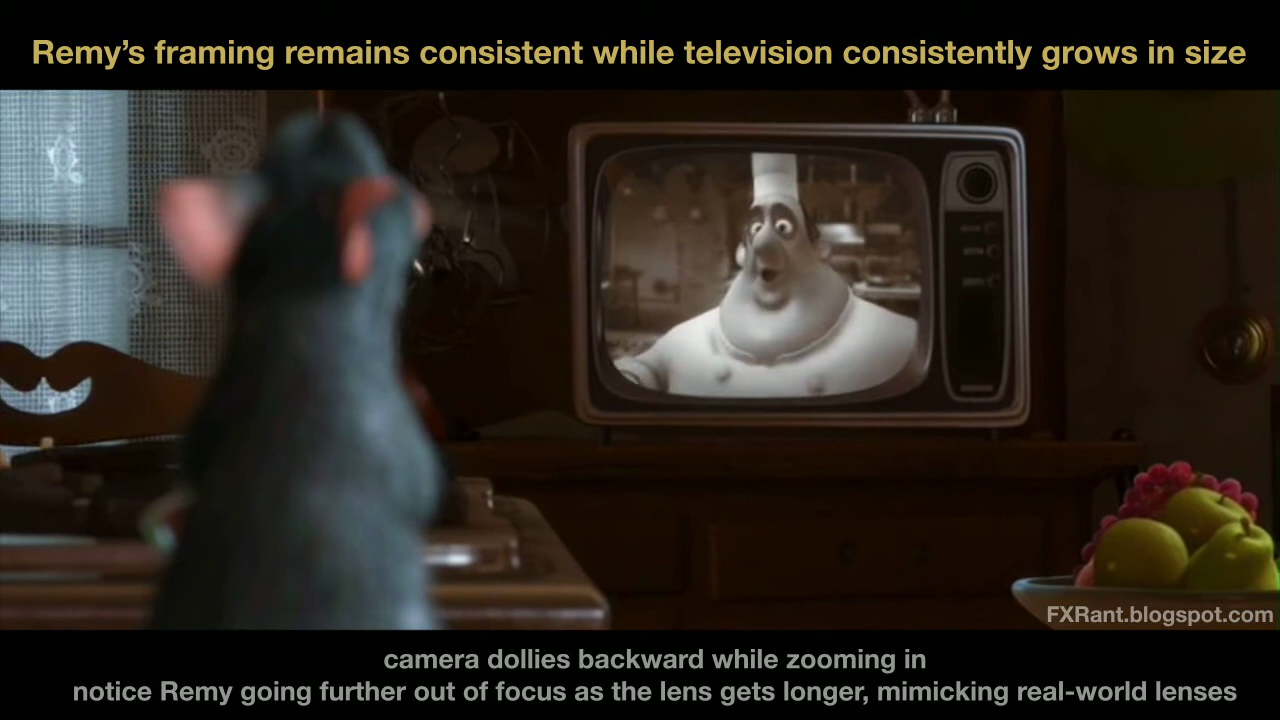 Remy’s framing remains consistent while television consistently grows in size
FXRant.blogspot.com
camera dollies backward while zooming in
notice Remy going further out of focus as the lens gets longer, mimicking real-world lenses